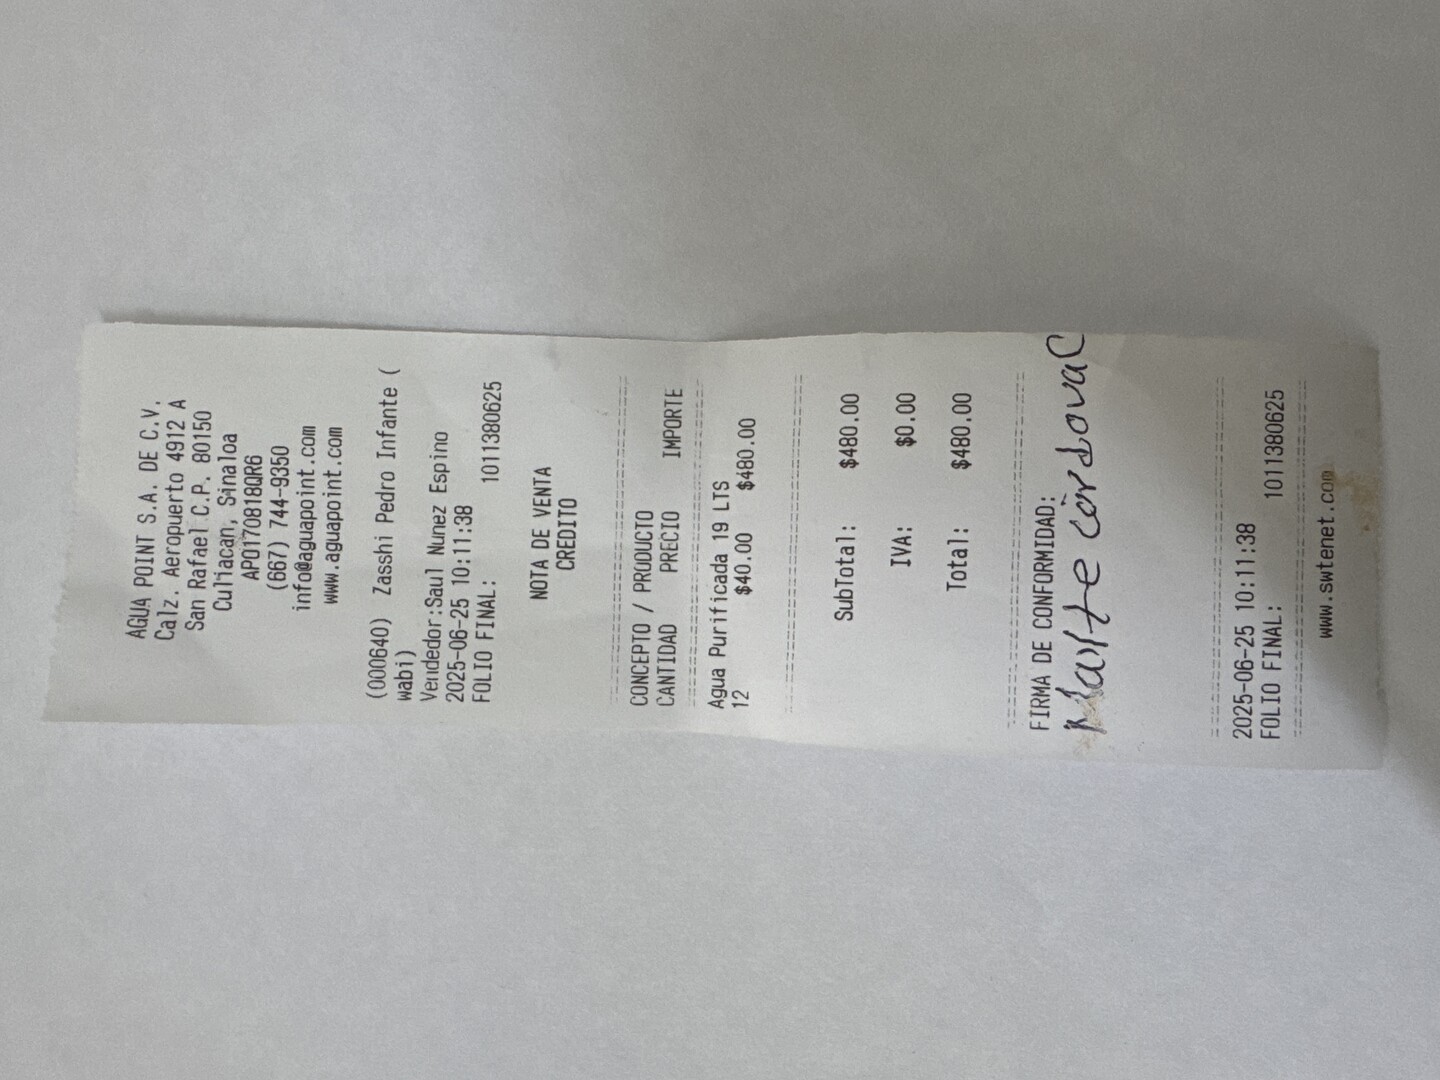 AGUA POINT S.A. DE C.V.
Calz. Aeropuerto 4912 A
San Rafael C.P. 80150
Culiacan, Sinaloa
APO170818QR6
(667) 744-9350
info@aguapoint.com
www.aguapoint.com
(000640) Zasshi Pedro Infante (
wabi)
Vendedor:Saul Nunez Espino
2025-06-25 10:11:38
FOLIO FINAL: 1011380625
NOTA DE VENTA
CREDITO
CONCEPTO / PRODUCTO
CANTIDAD PRECIO IMPORTE
Agua Purificada 19 LTS
12 $40.00 $480.00
SubTotal: $480.00
IVA: $0.00
Total: $480.00
FIRMA DE CONFORMIDAD:
Cordova C
2025-06-25 10:11:38
FOLIO FINAL: 1011380625
www.swtenet.com